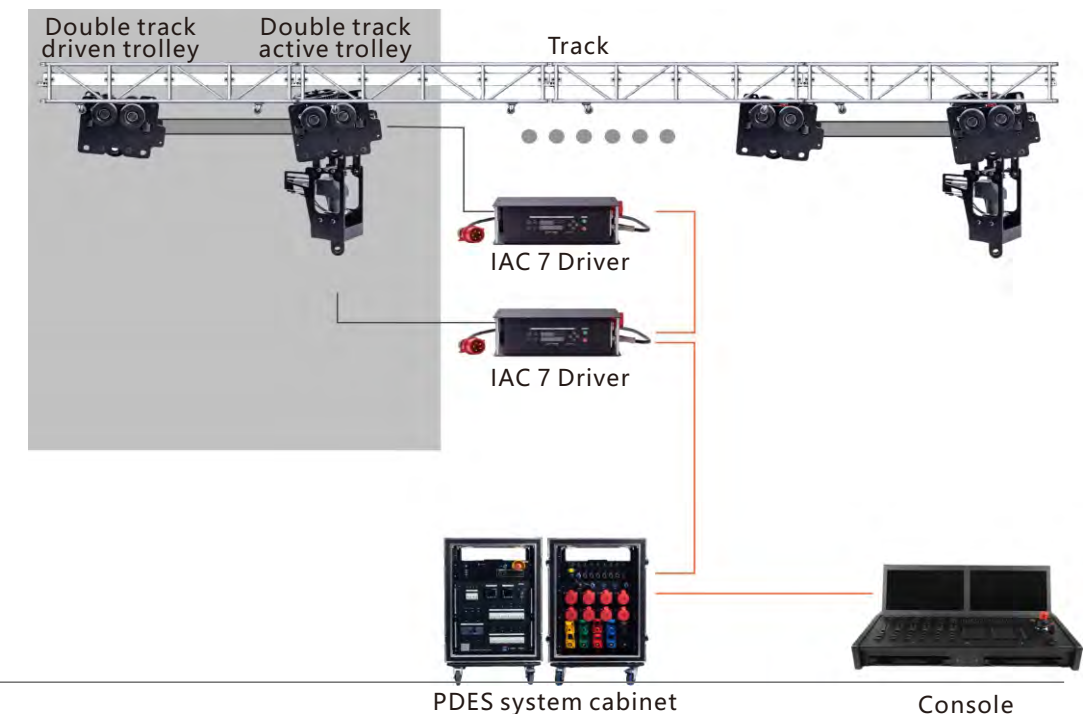 Double track
driven trolley
Double track
active trolley
Track
IAC 7 Driver
IAC 7 Driver
PDES system cabinet
Console